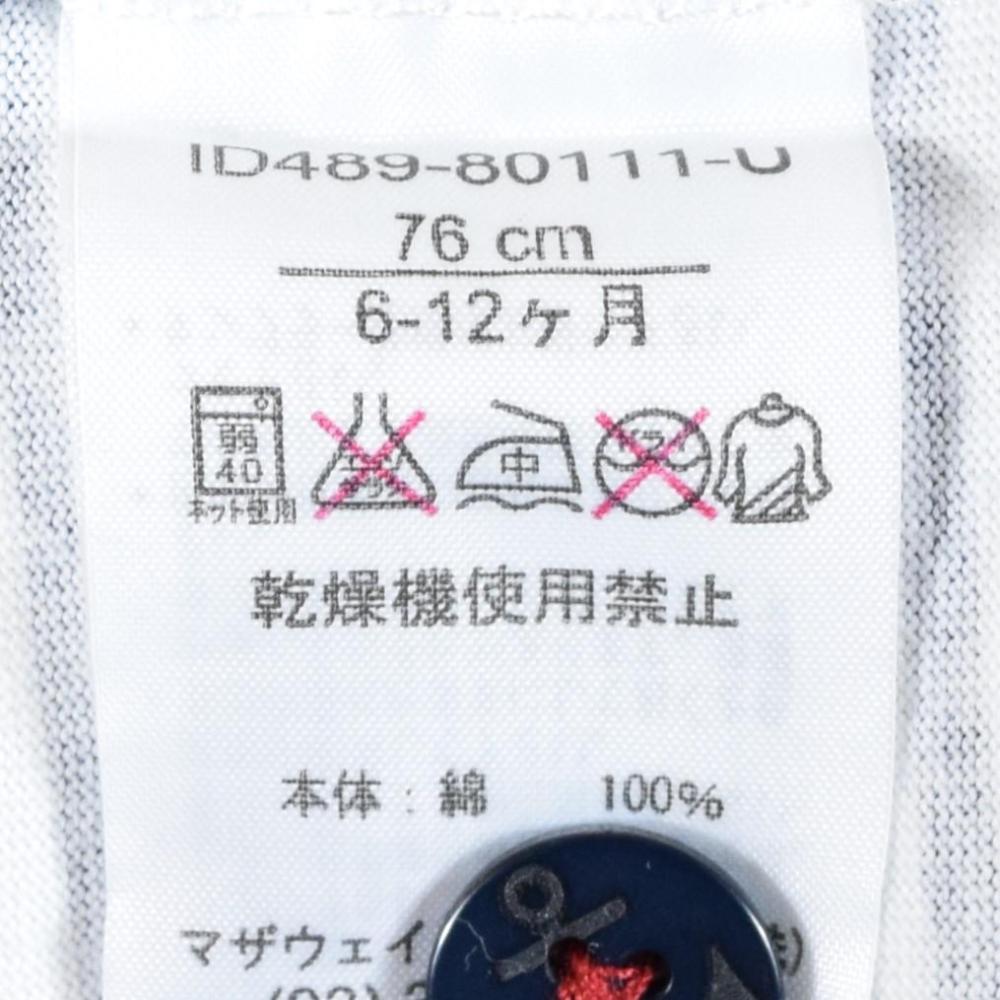 ID489-80111-U
76 cm
6-12ヶ月
弱
40
ネット使用
中
乾燥機使用禁止
本体：綿 100%
マザウェイ